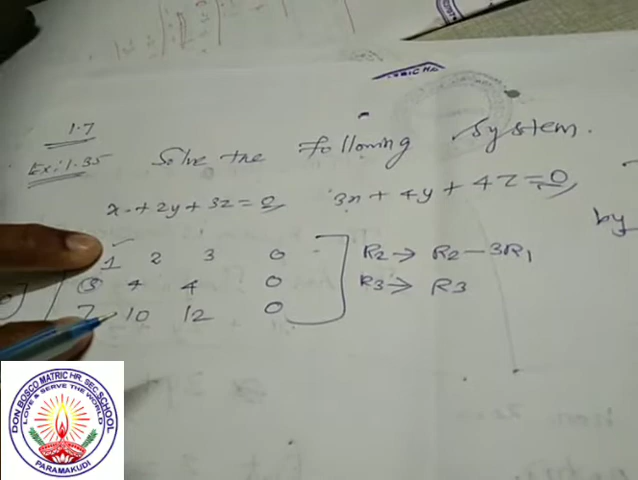 1.7
Ex: 1.35 Solve the following system.
x + 2y + 3z = 0, 3x + 4y + 4z = 0,
by
1 2 3 0 R2 → R2 - 3R1
3 4 4 0 R3 → R3
7 10 12 0
DON BOSCO MATRIC HR. SEC. SCHOOL
LOVE & SERVE THE WORLD
PARAMAKUDI